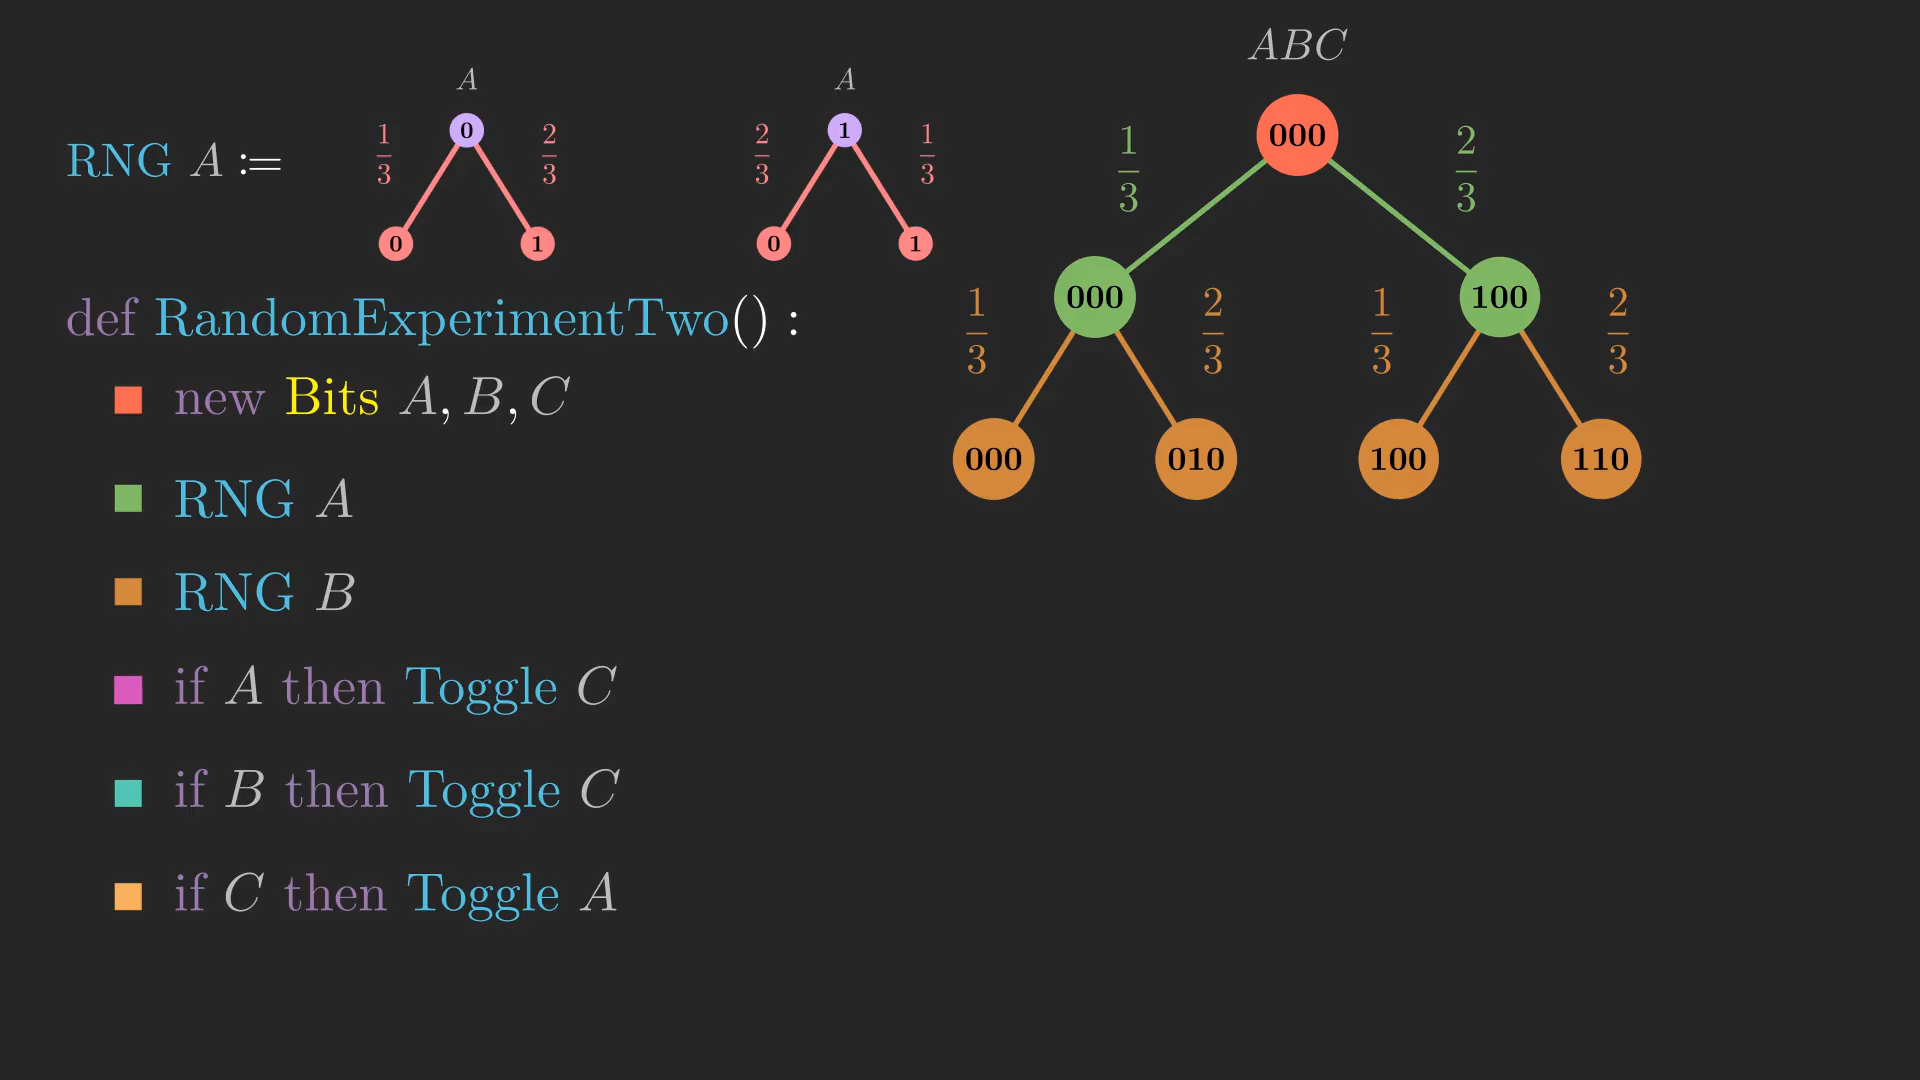 RNG A :=
A
1/3 0 2/3
0 1
A
2/3 1 1/3
0 1
def RandomExperimentTwo() :
new Bits A, B, C
RNG A
RNG B
if A then Toggle C
if B then Toggle C
if C then Toggle A
ABC
000
1/3 2/3
000 100
1/3 2/3 1/3 2/3
000 010 100 110